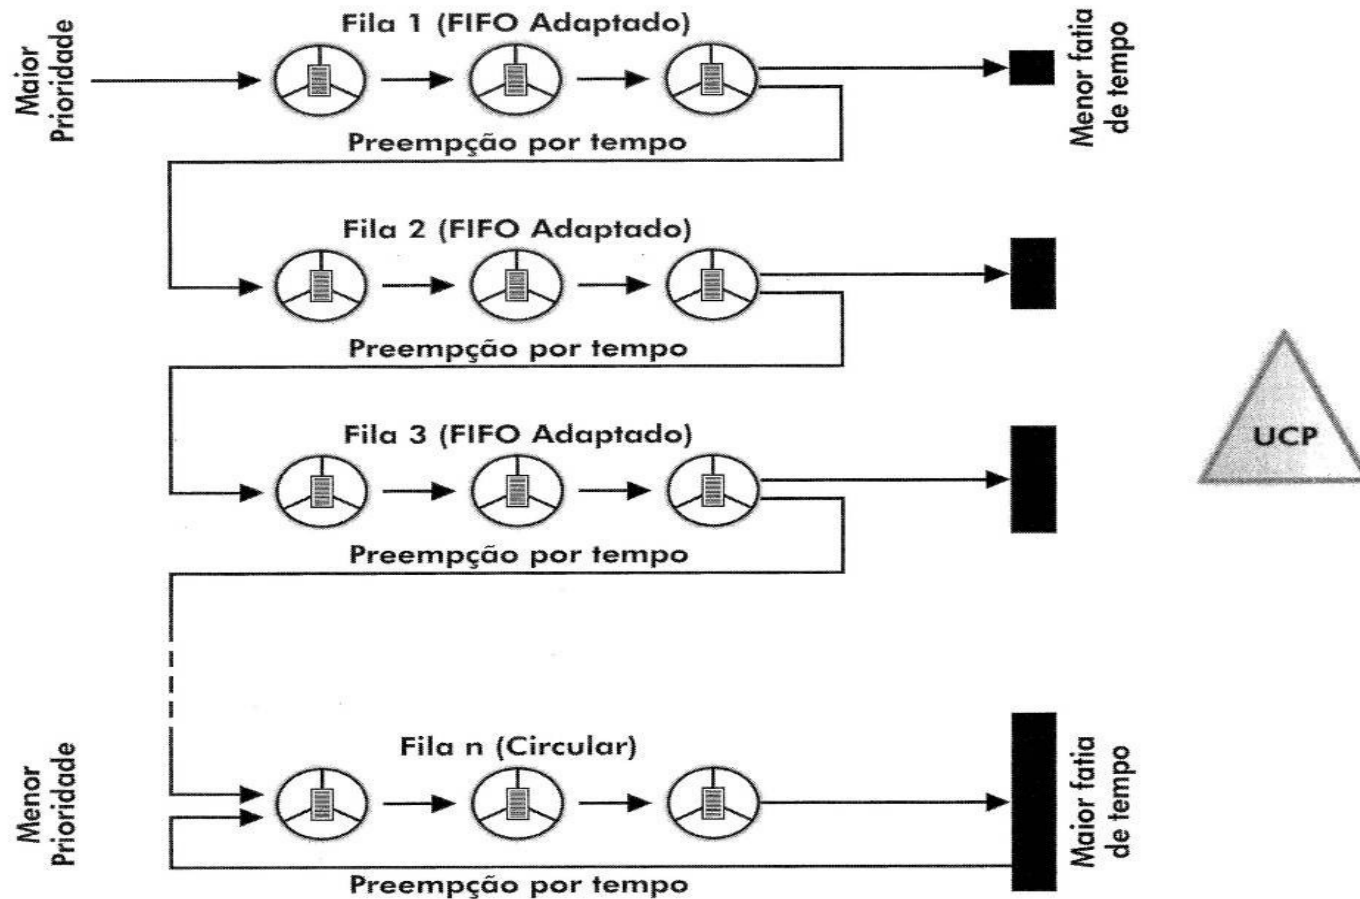 Fila 1 (FIFO Adaptado)
Maior
Prioridade
Menor fatia
de tempo
Preempção por tempo
Fila 2 (FIFO Adaptado)
Preempção por tempo
Fila 3 (FIFO Adaptado)
UCP
Preempção por tempo
Fila n (Circular)
Menor
Prioridade
Maior fatia
de tempo
Preempção por tempo